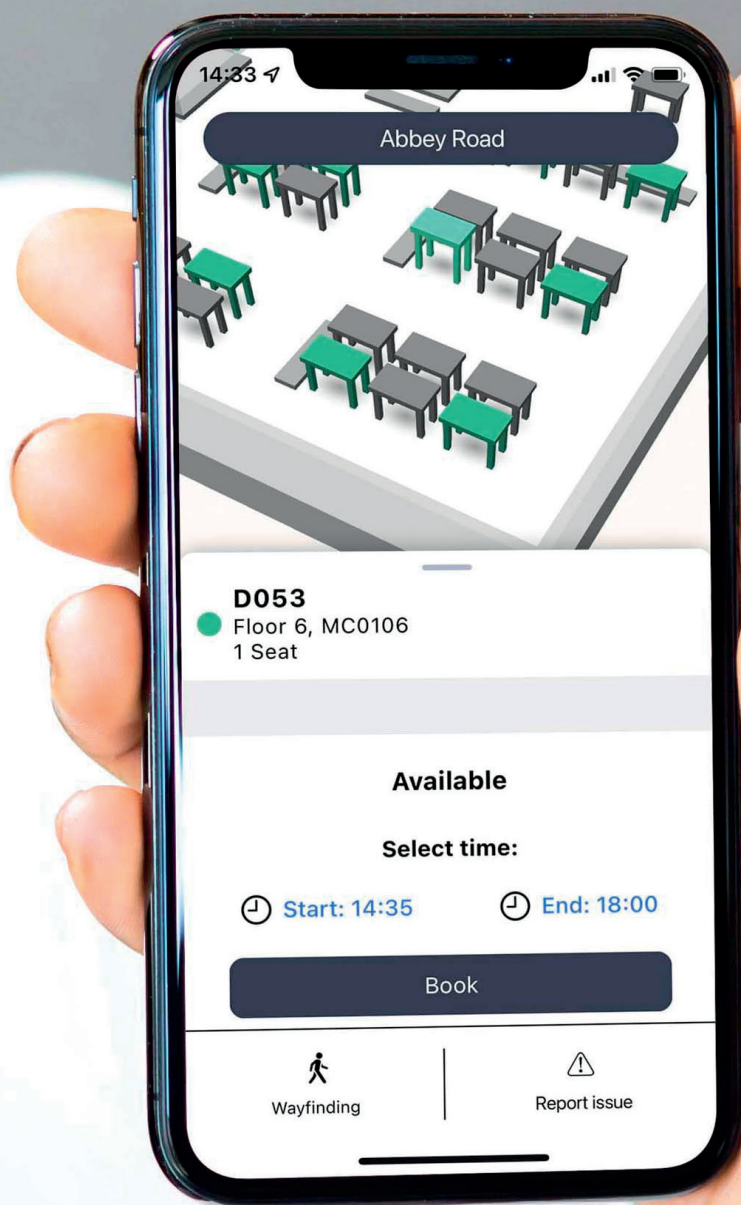 14:33
Abbey Road
D053
Floor 6, MC0106
1 Seat
Available
Select time:
Start: 14:35
End: 18:00
Book
Wayfinding
Report issue